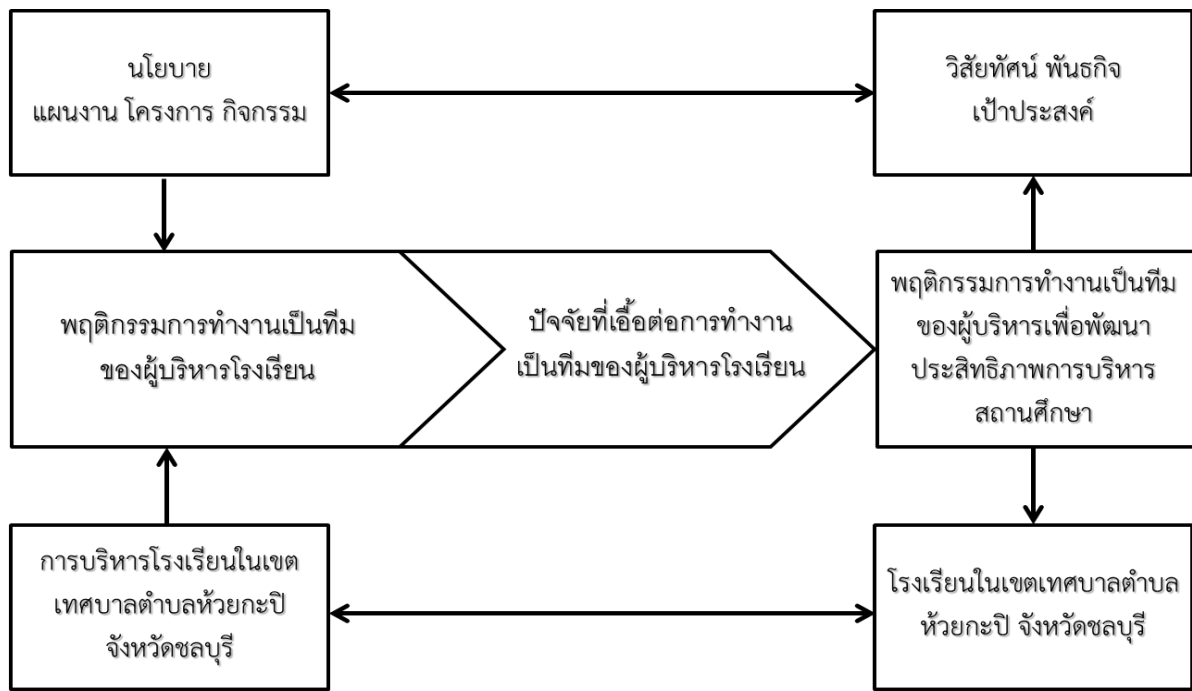 นโยบาย
แผนงาน โครงการ กิจกรรม
วิสัยทัศน์ พันธกิจ
เป้าประสงค์
พฤติกรรมการทำงานเป็นทีม
ของผู้บริหารโรงเรียน
ปัจจัยที่เอื้อต่อการทำงาน
เป็นทีมของผู้บริหารโรงเรียน
พฤติกรรมการทำงานเป็นทีม
ของผู้บริหารเพื่อพัฒนา
ประสิทธิภาพการบริหาร
สถานศึกษา
การบริหารโรงเรียนในเขต
เทศบาลตำบลห้วยกะปิ
จังหวัดชลบุรี
โรงเรียนในเขตเทศบาลตำบล
ห้วยกะปิ จังหวัดชลบุรี